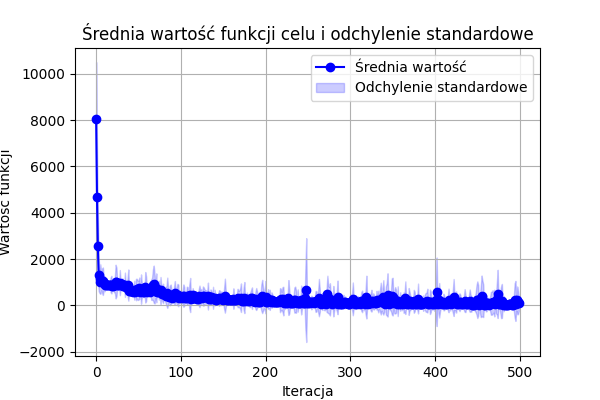 Średnia wartość funkcji celu i odchylenie standardowe
Średnia wartość
Odchylenie standardowe
Wartość funkcji
10000
8000
6000
4000
2000
0
−2000
0 100 200 300 400 500
Iteracja